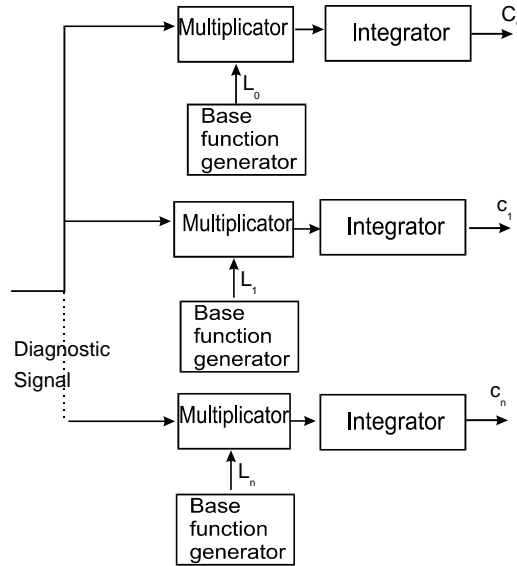 Multiplicator
Integrator
C
L₀
Base
function
generator
Multiplicator
Integrator
c₁
L₁
Base
function
generator
Diagnostic
Signal
Multiplicator
Integrator
cₙ
Lₙ
Base
function
generator